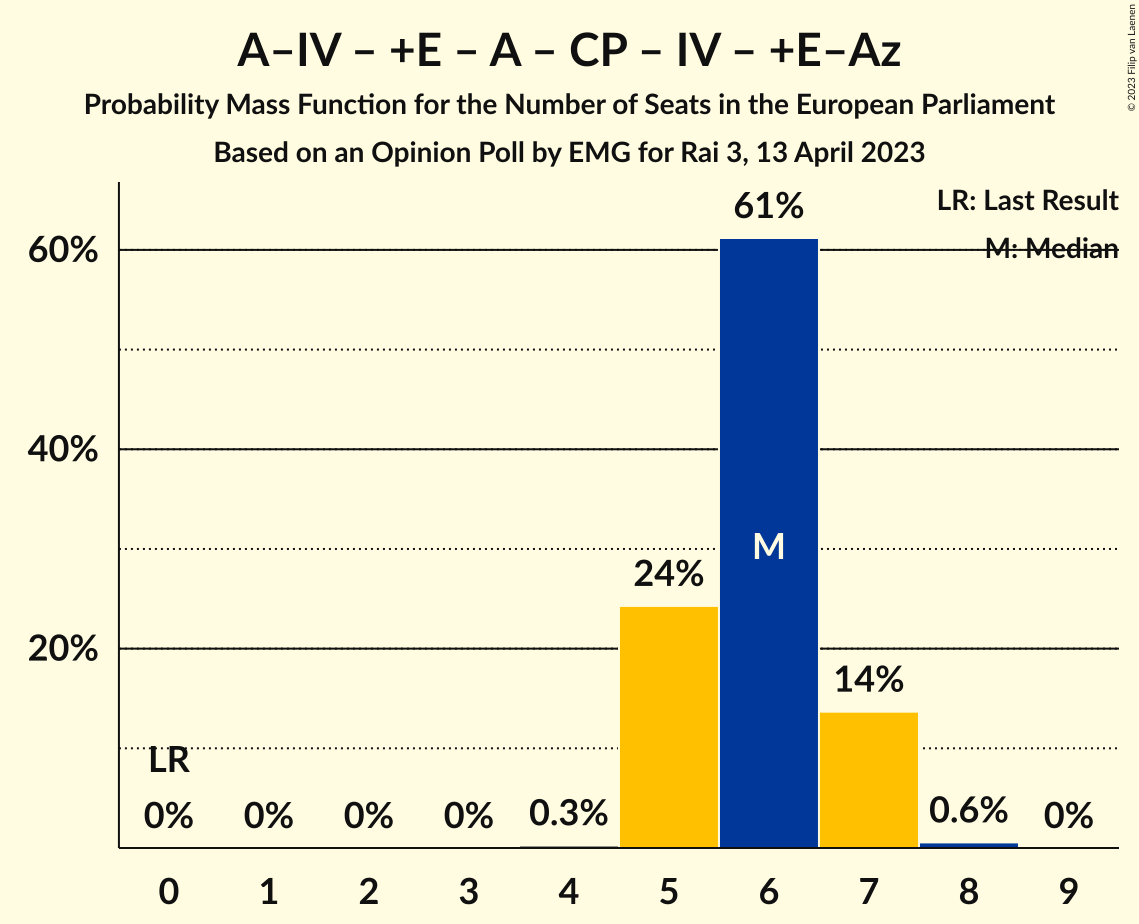 A–IV – +E – A – CP – IV – +E–Az
Probability Mass Function for the Number of Seats in the European Parliament
Based on an Opinion Poll by EMG for Rai 3, 13 April 2023
© 2023 Filip van Laenen
LR: Last Result
M: Median
61%
60%
40%
M
24%
20%
14%
LR
0% 0% 0% 0% 0.3% 0.6% 0%
0 1 2 3 4 5 6 7 8 9